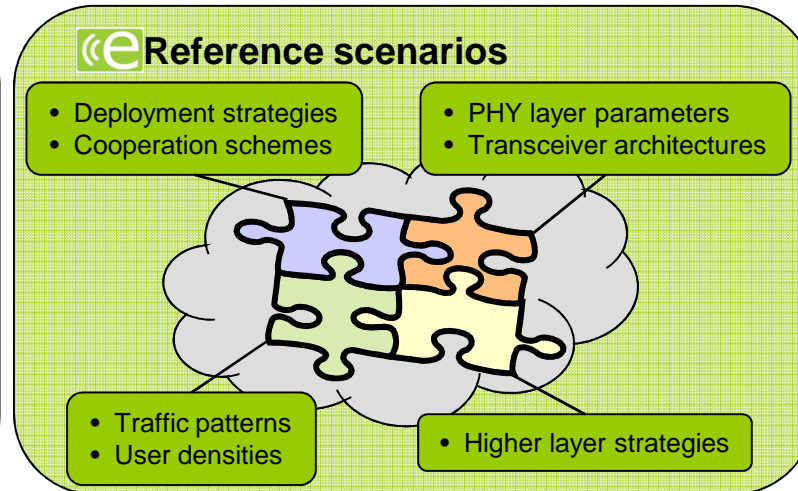 ((e Reference scenarios
• Deployment strategies
• Cooperation schemes
• PHY layer parameters
• Transceiver architectures
• Traffic patterns
• User densities
• Higher layer strategies